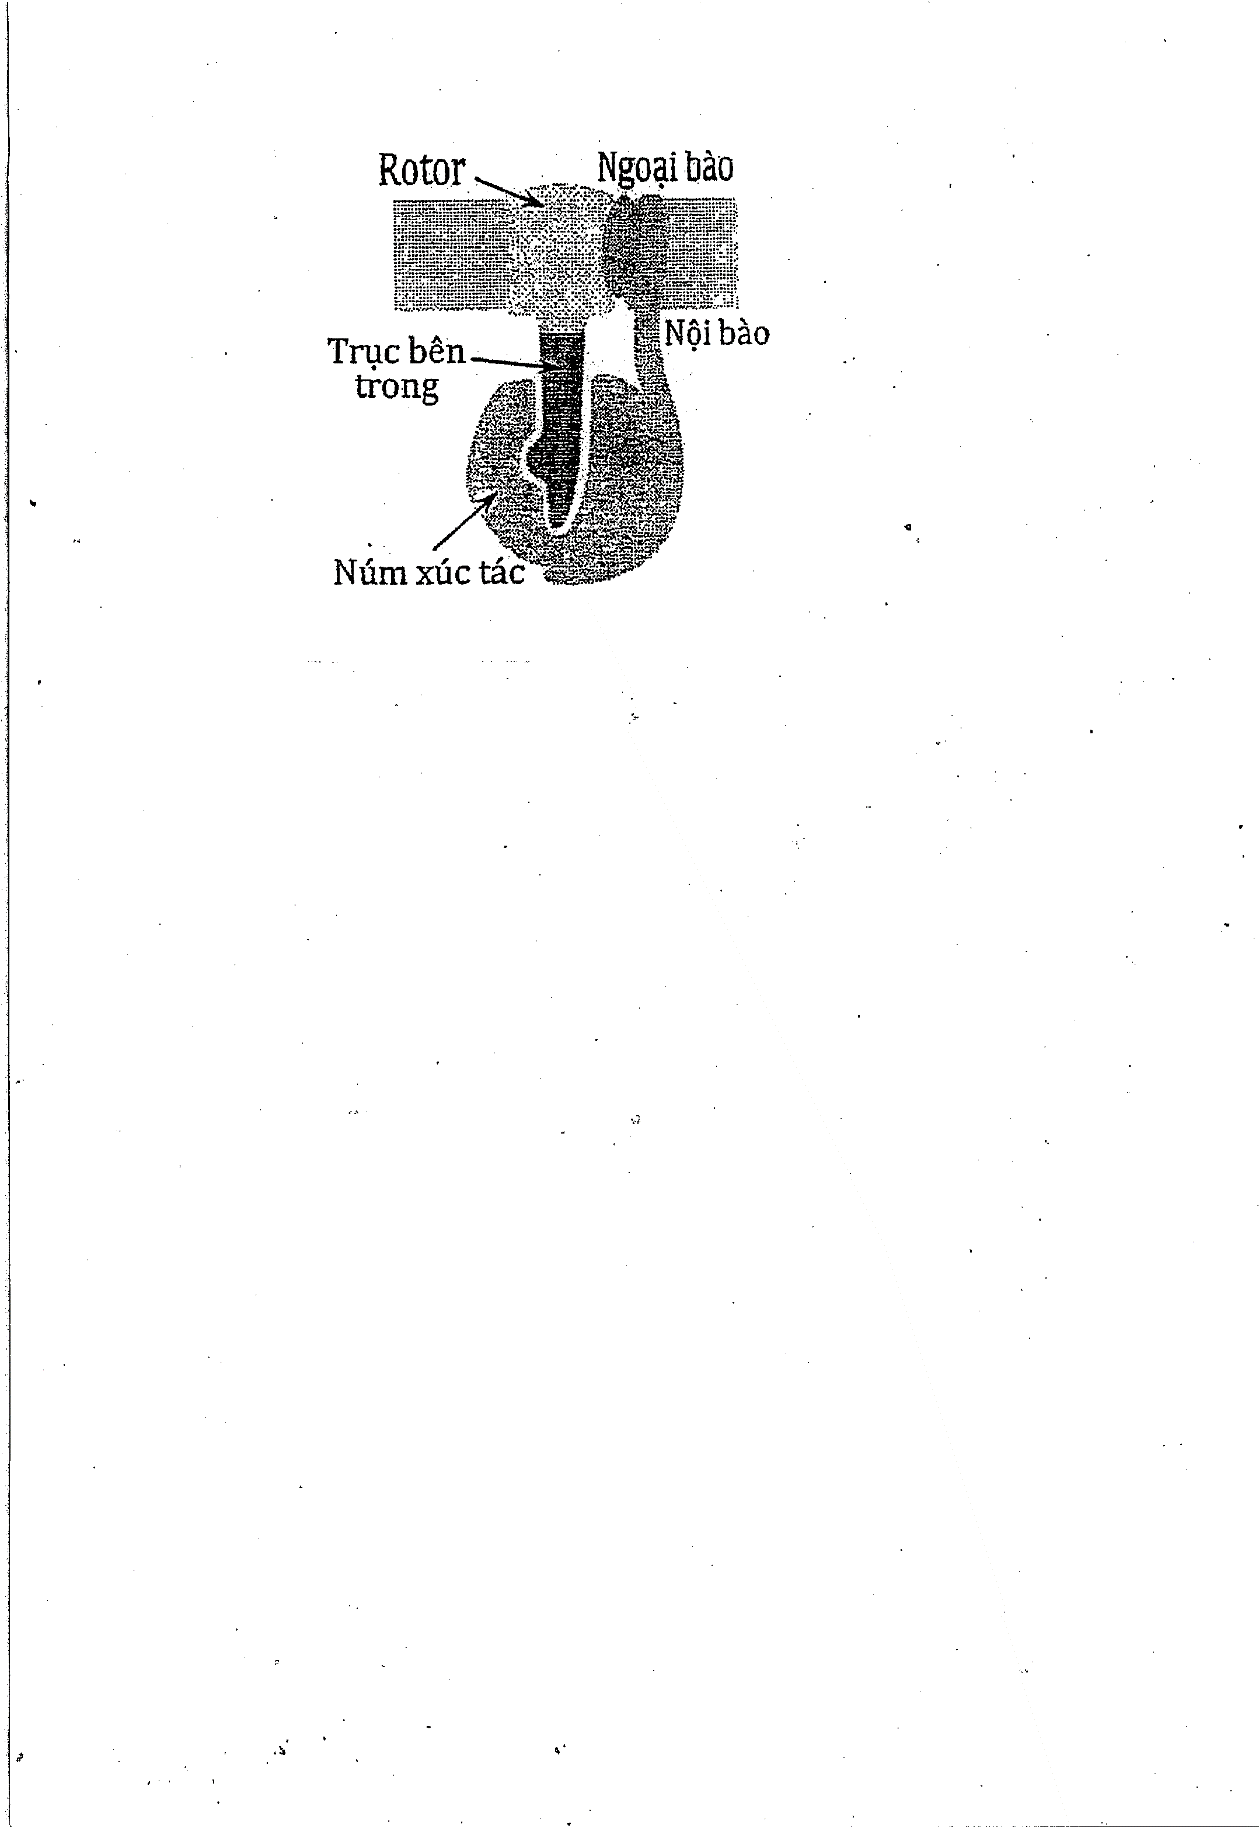 Rotor
Ngoại bào
Nội bào
Trục bên
trong
Núm xúc tác